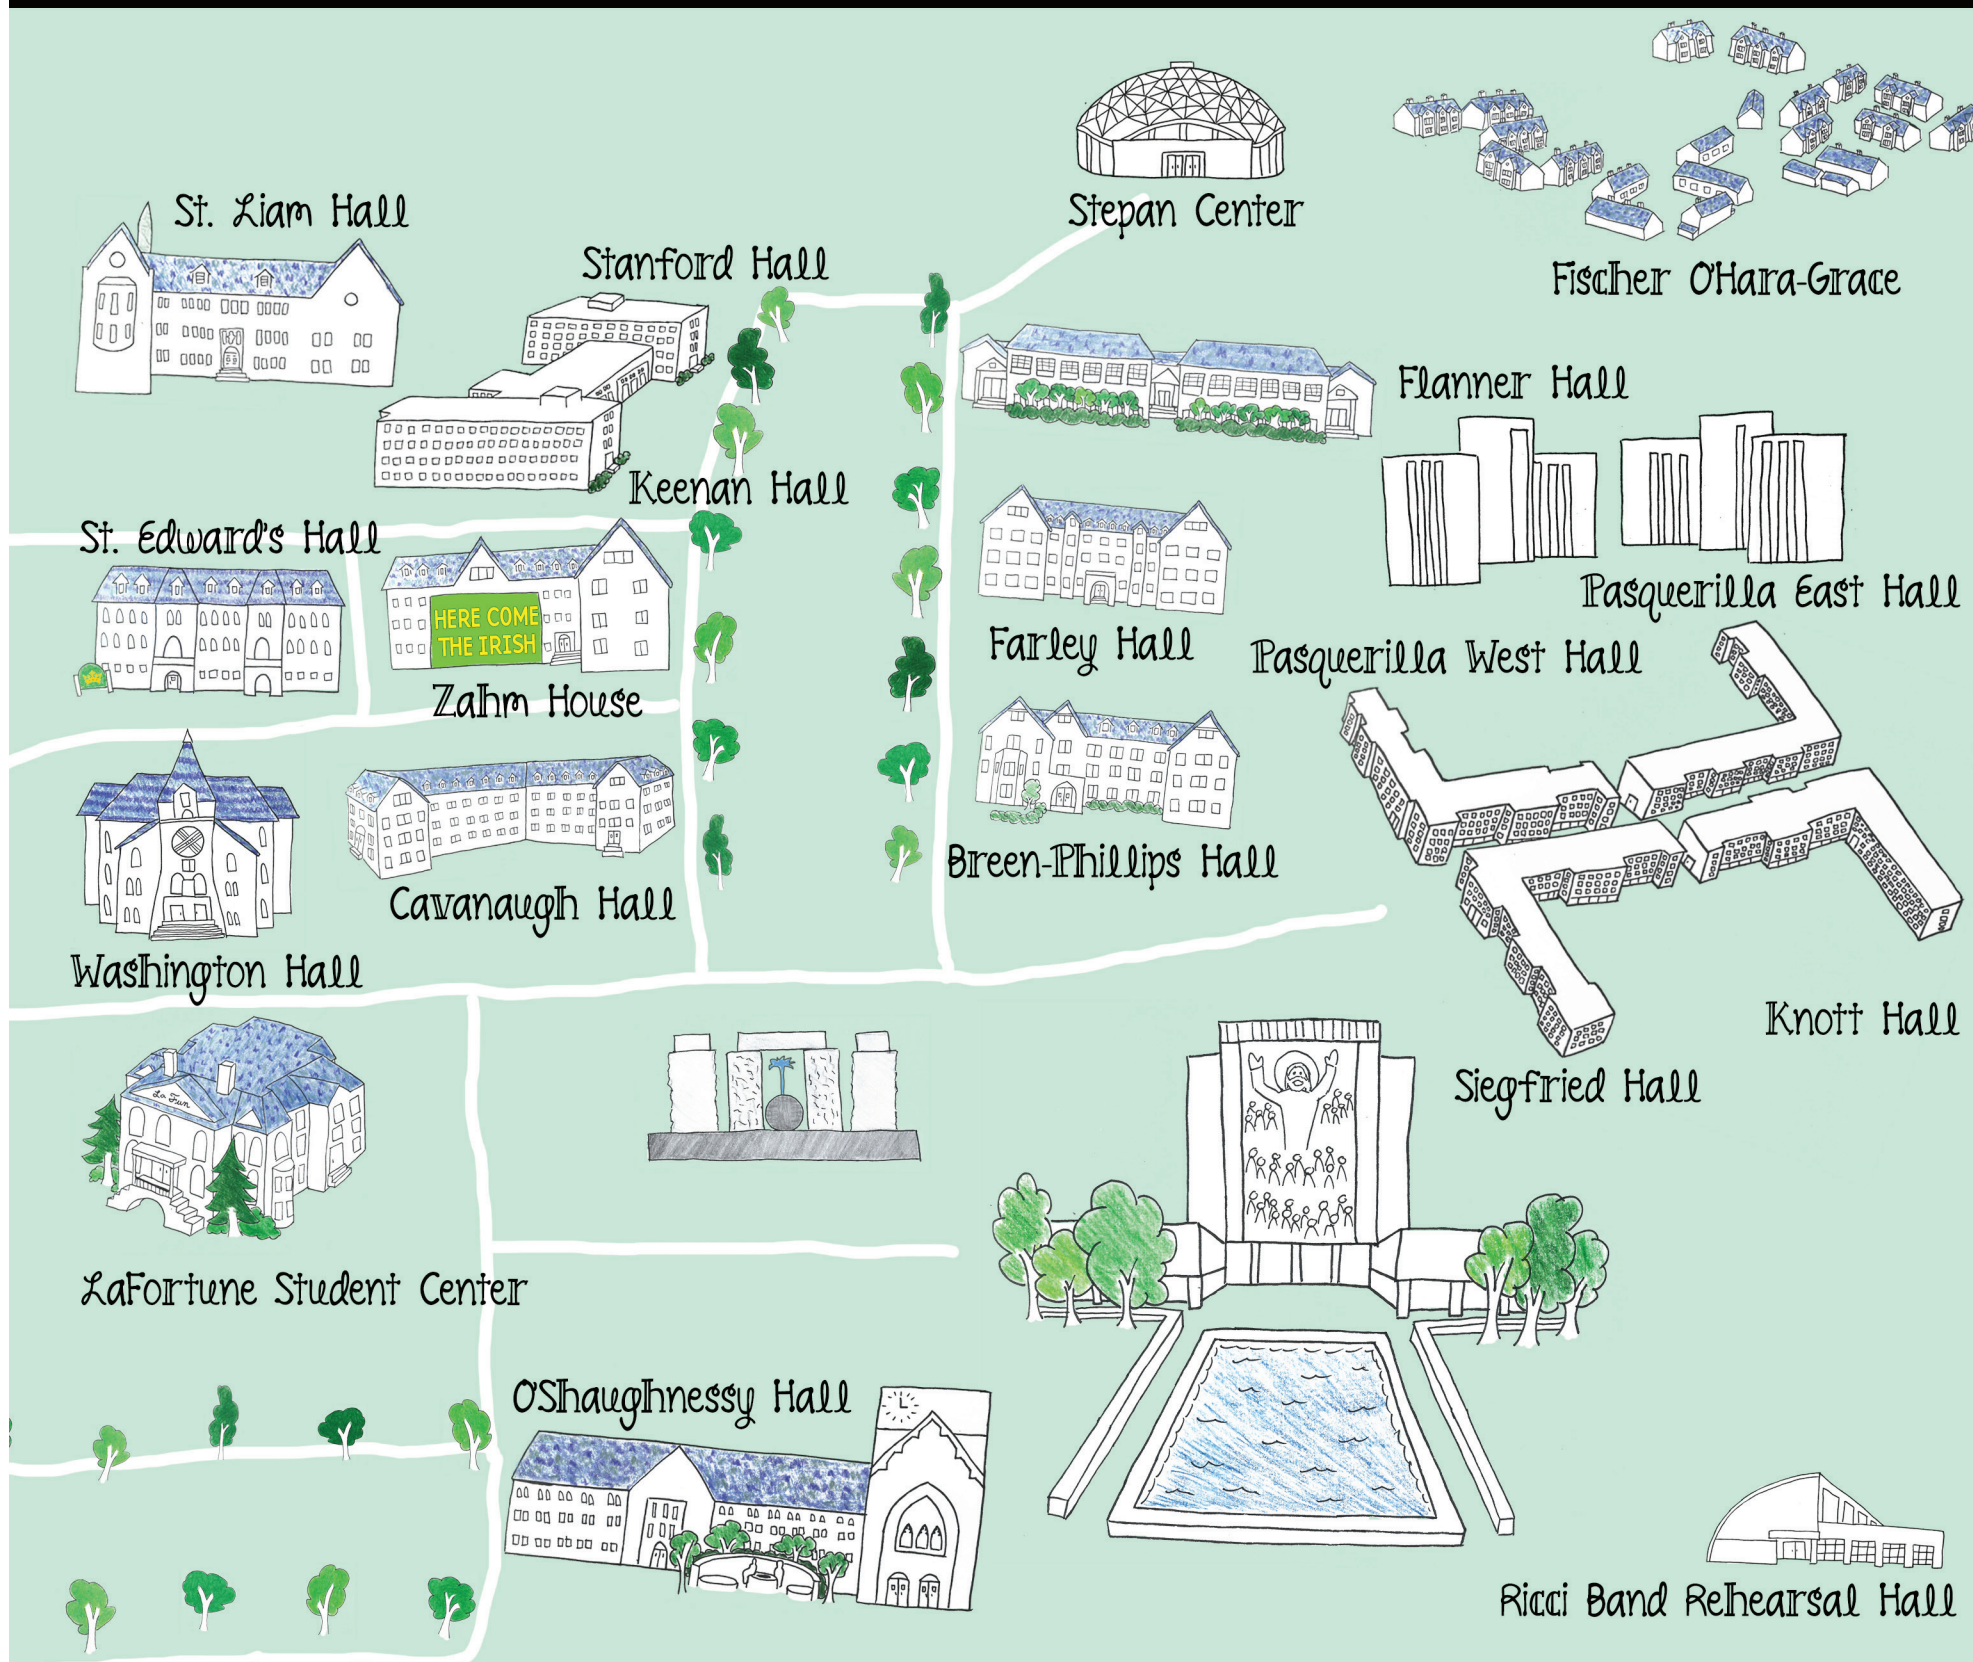 Stepan Center
St. Liam Hall
Stanford Hall
Fischer O'Hara-Grace
Flanner Hall
Keenan Hall
St. Edward's Hall
HERE COME
THE IRISH
Pasquerilla East Hall
Farley Hall
Pasquerilla West Hall
Zahm House
Breen-Phillips Hall
Cavanaugh Hall
Washington Hall
Knott Hall
Siegfried Hall
La Fun
LaFortune Student Center
O'Shaughnessy Hall
Ricci Band Rehearsal Hall